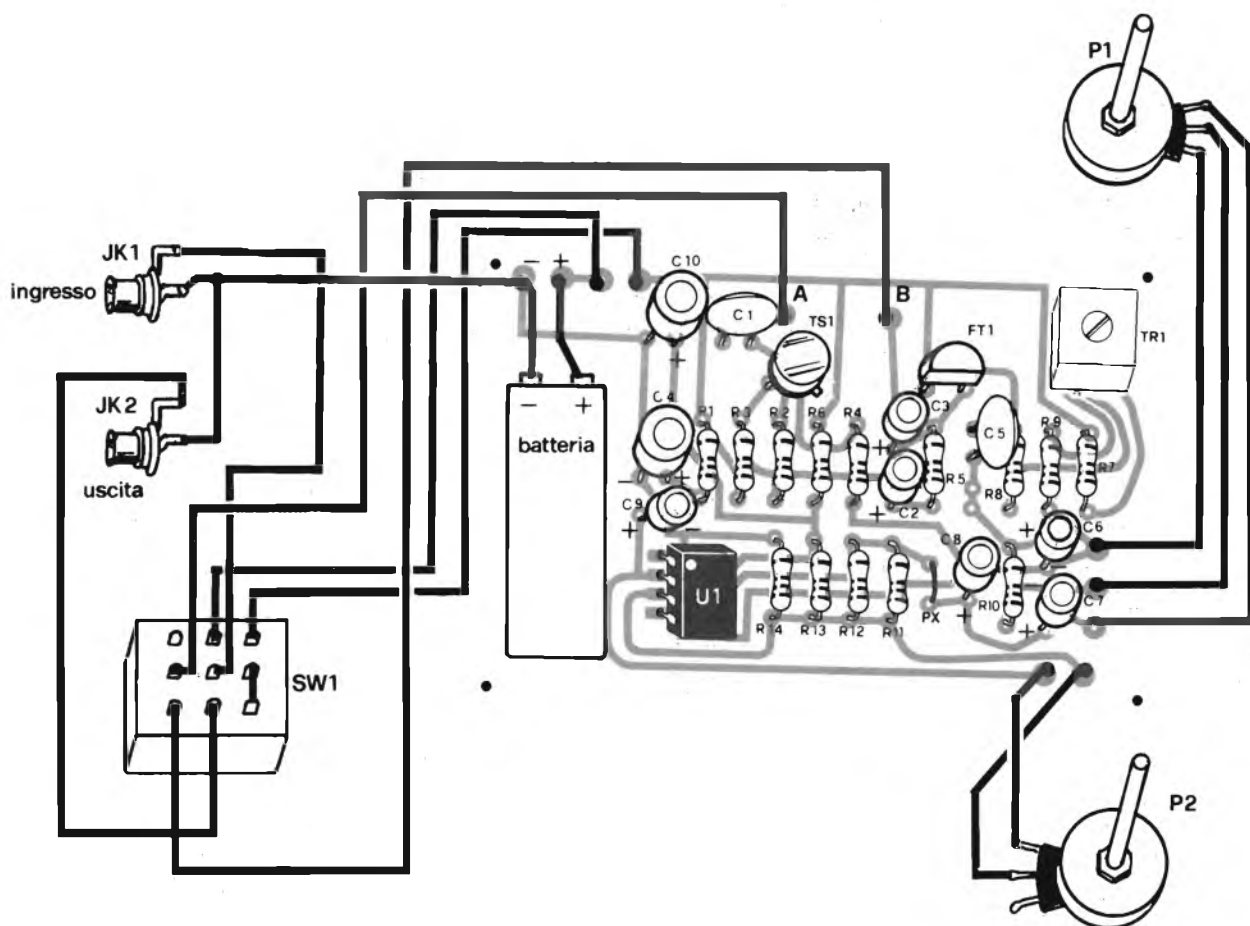 P1
JK1
ingresso
JK2
uscita
SW1
- +
- +
batteria
C10
+
C1
A
TS1
B
FT1
TR1
C4
- +
R1
R3
R2
R6
R4
C3
+
C2
+
R5
C5
R8
R9
R7
C9
+ -
U1
R14
R13
R12
R11
PX
C8
+
R10
C6
+ -
C7
+
P2